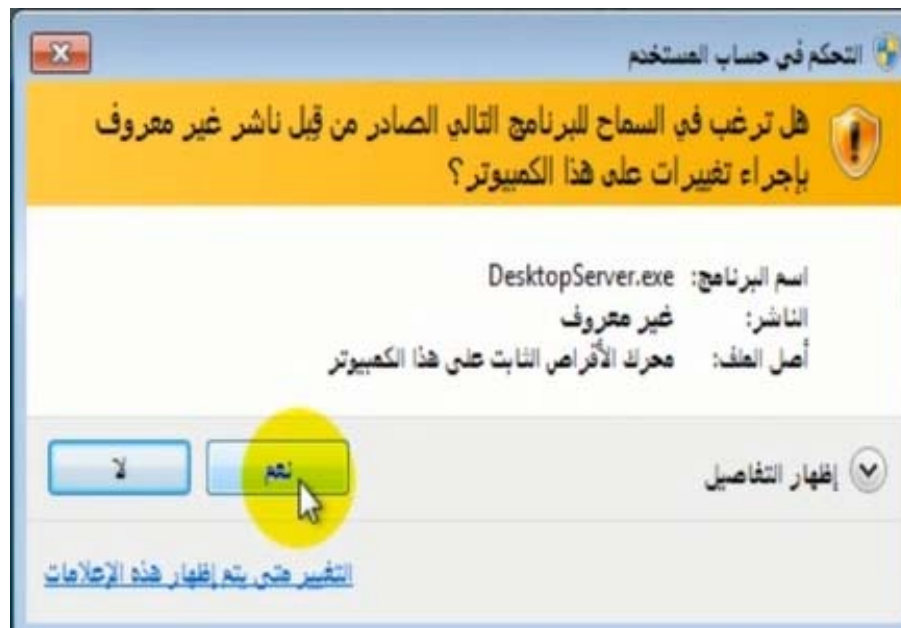 التحكم في حساب المستخدم
هل ترغب في السماح للبرنامج التالي الصادر من قِبل ناشر غير معروف
بإجراء تغييرات على هذا الكمبيوتر؟
اسم البرنامج: DesktopServer.exe
الناشر: غير معروف
أصل الملف: محرك الأقراص الثابت على هذا الكمبيوتر
إظهار التفاصيل نعم لا
التغيير متى يتم إظهار هذه الإعلامات